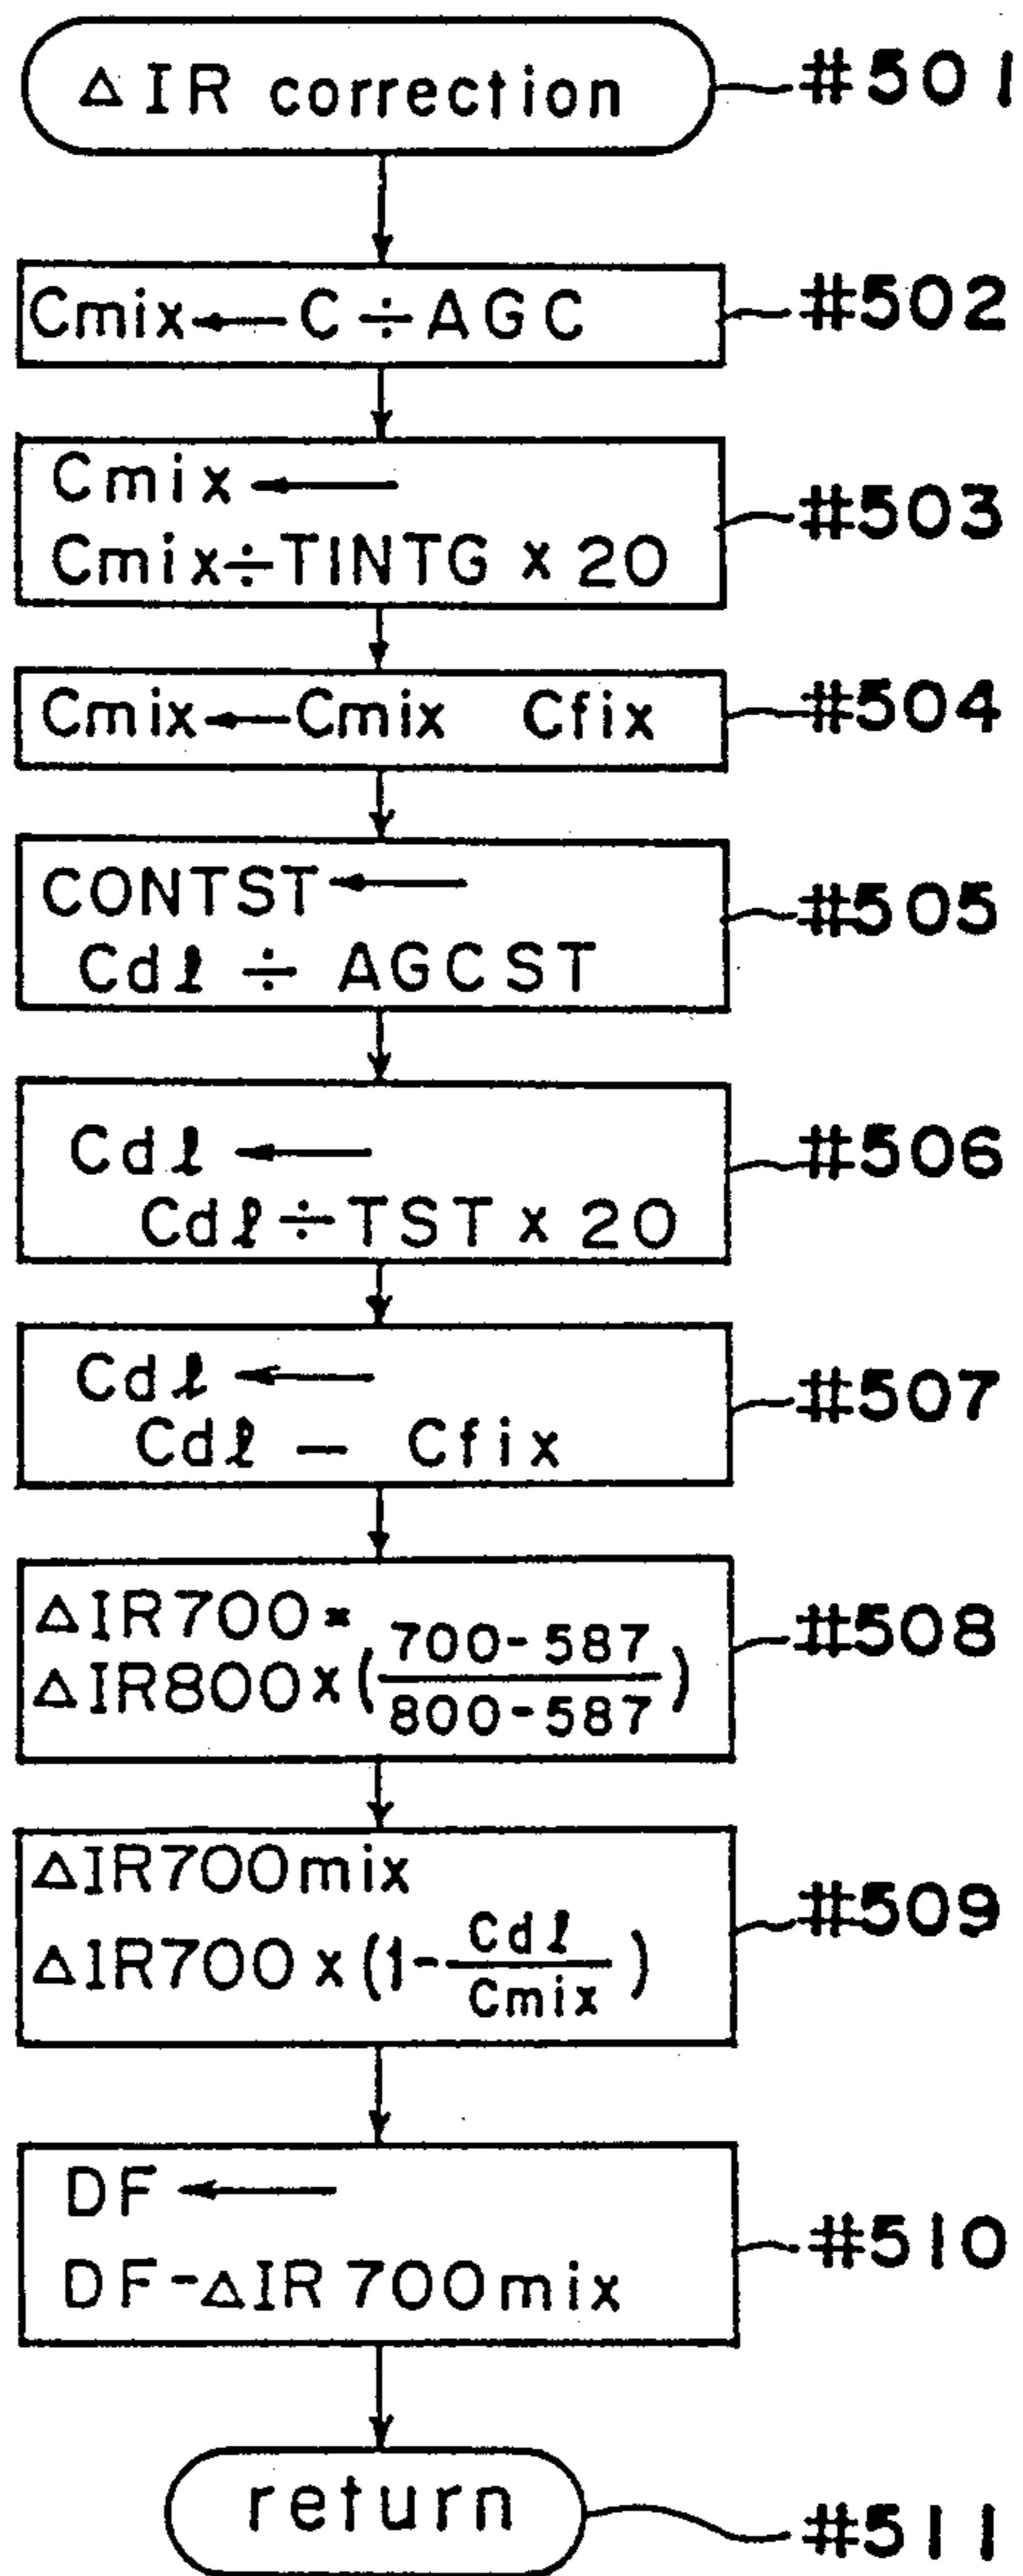 Δ IR correction
#501
Cmix ← C ÷ AGC
#502
Cmix ←
Cmix ÷ TINTG × 20
#503
Cmix ← Cmix Cfix
#504
CONTST ←
Cdℓ ÷ AGCST
#505
Cdℓ ←
Cdℓ ÷ TST × 20
#506
Cdℓ ←
Cdℓ - Cfix
#507
ΔIR700 =
ΔIR800 × (700-587 / 800-587)
#508
ΔIR700mix
ΔIR700 × (1 - Cdℓ / Cmix)
#509
DF ←
DF - ΔIR 700mix
#510
return
#511